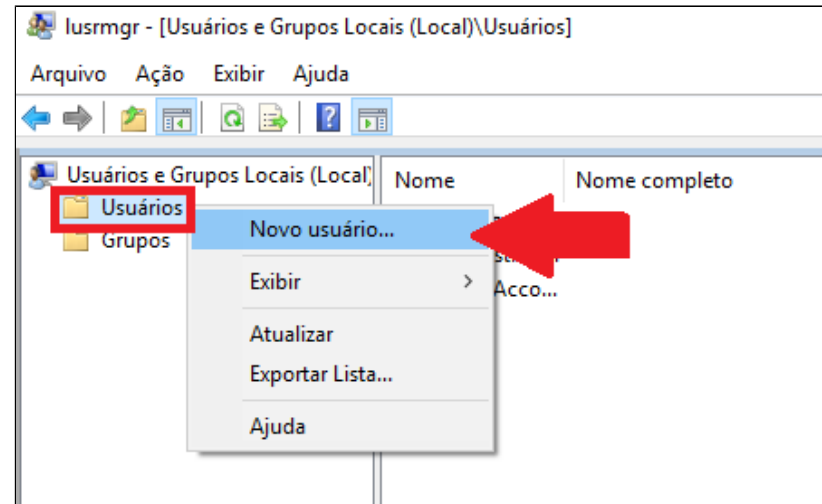 lusrmgr - [Usuários e Grupos Locais (Local)\Usuários]
Arquivo Ação Exibir Ajuda
Usuários e Grupos Locais (Local)
Nome Nome completo
Usuários
Grupos
Novo usuário...
Exibir
Acco...
Atualizar
Exportar Lista...
Ajuda